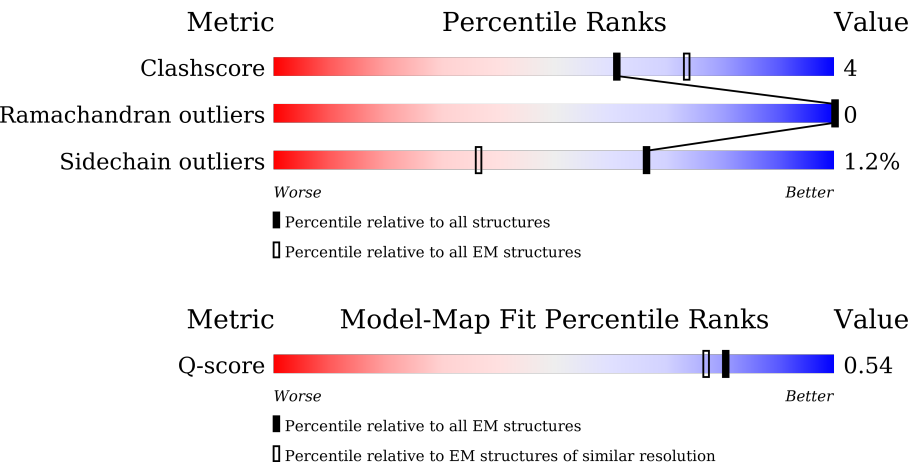 Metric Percentile Ranks Value
Clashscore 4
Ramachandran outliers 0
Sidechain outliers 1.2%
Worse Better
Percentile relative to all structures
Percentile relative to all EM structures
Metric Model-Map Fit Percentile Ranks Value
Q-score 0.54
Worse Better
Percentile relative to all EM structures
Percentile relative to EM structures of similar resolution